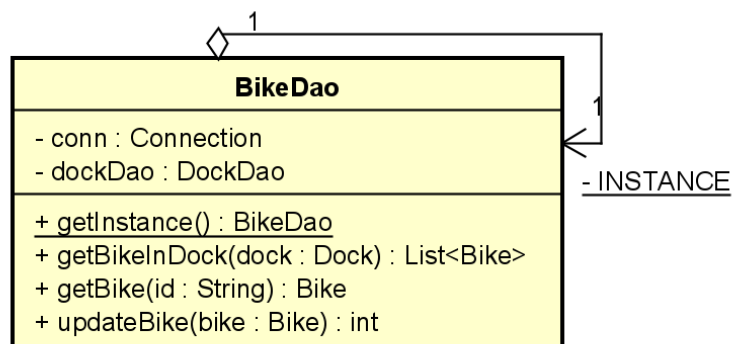 1
BikeDao
1
- conn : Connection
- dockDao : DockDao
- INSTANCE
+ getInstance() : BikeDao
+ getBikeInDock(dock : Dock) : List<Bike>
+ getBike(id : String) : Bike
+ updateBike(bike : Bike) : int